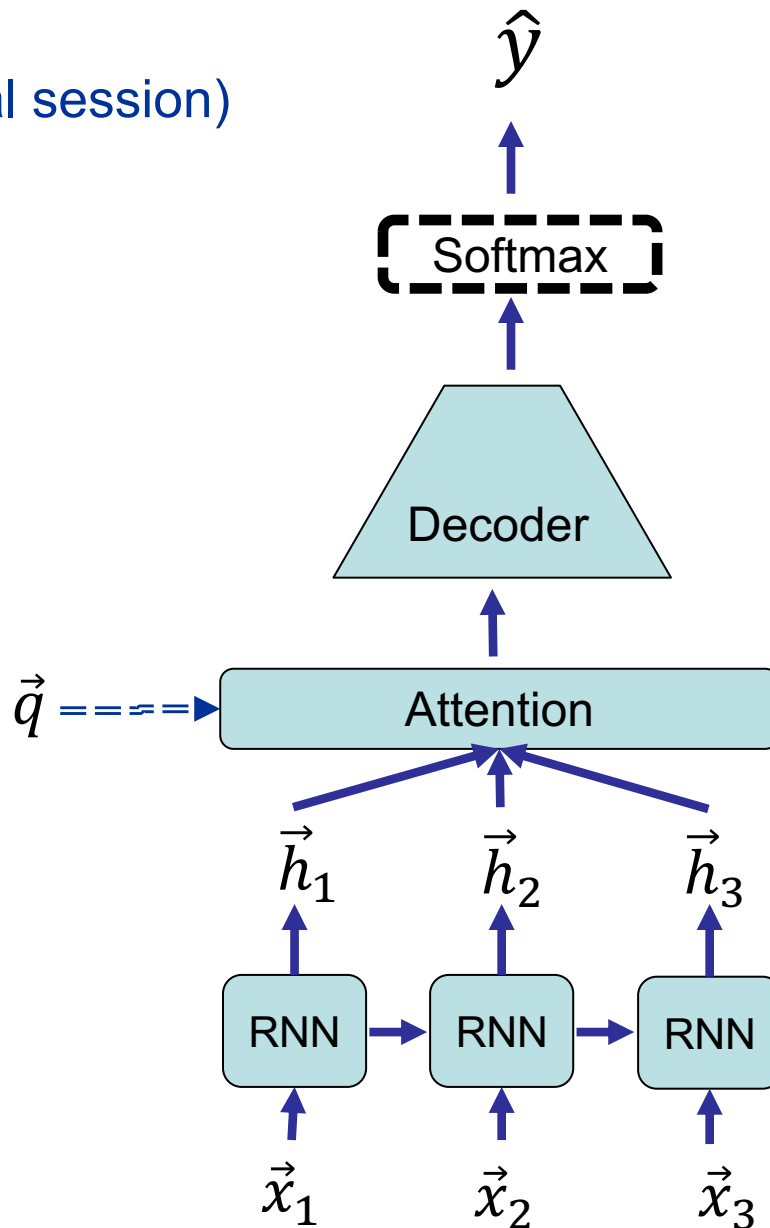 ŷ
al session)
Softmax
Decoder
q⃗
Attention
h⃗₁ h⃗₂ h⃗₃
RNN RNN RNN
x⃗₁ x⃗₂ x⃗₃